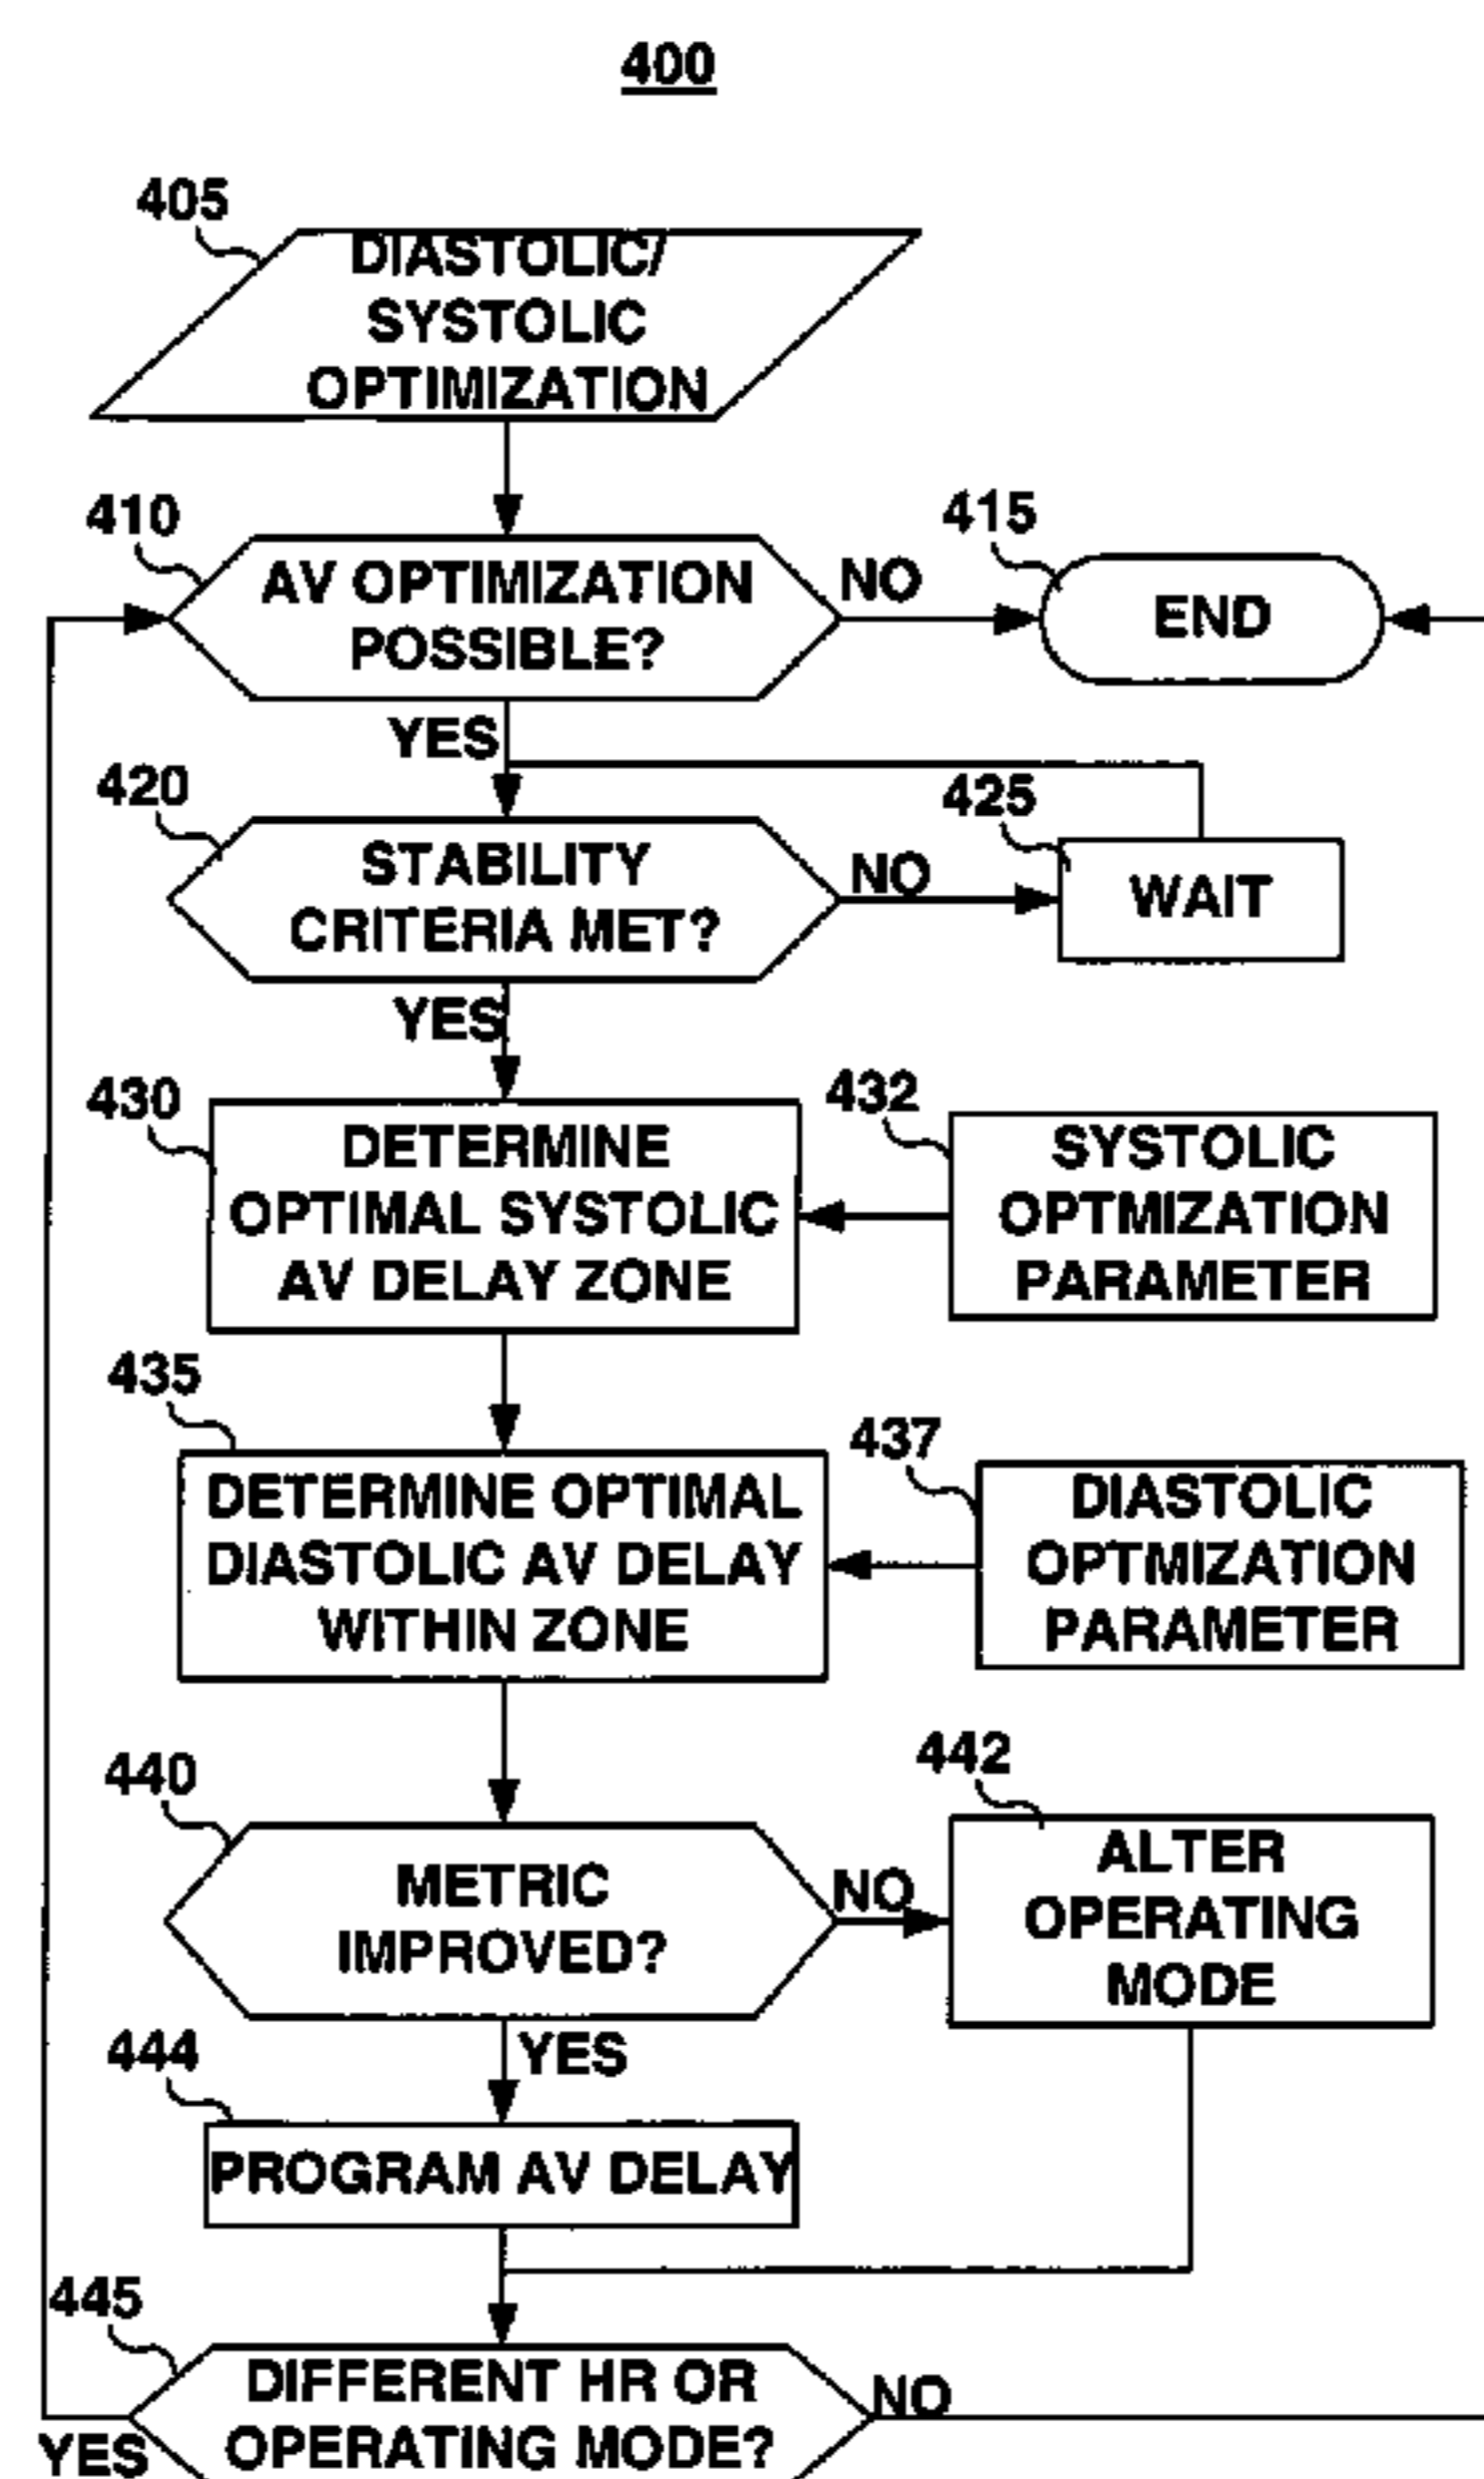 400
405
DIASTOLIC/
SYSTOLIC
OPTIMIZATION
410
AV OPTIMIZATION
POSSIBLE?
NO
415
END
YES
420
STABILITY
CRITERIA MET?
NO
425
WAIT
YES
430
DETERMINE
OPTIMAL SYSTOLIC
AV DELAY ZONE
432
SYSTOLIC
OPTMIZATION
PARAMETER
435
DETERMINE OPTIMAL
DIASTOLIC AV DELAY
WITHIN ZONE
437
DIASTOLIC
OPTMIZATION
PARAMETER
440
METRIC
IMPROVED?
NO
442
ALTER
OPERATING
MODE
YES
444
PROGRAM AV DELAY
445
DIFFERENT HR OR
OPERATING MODE?
NO
YES